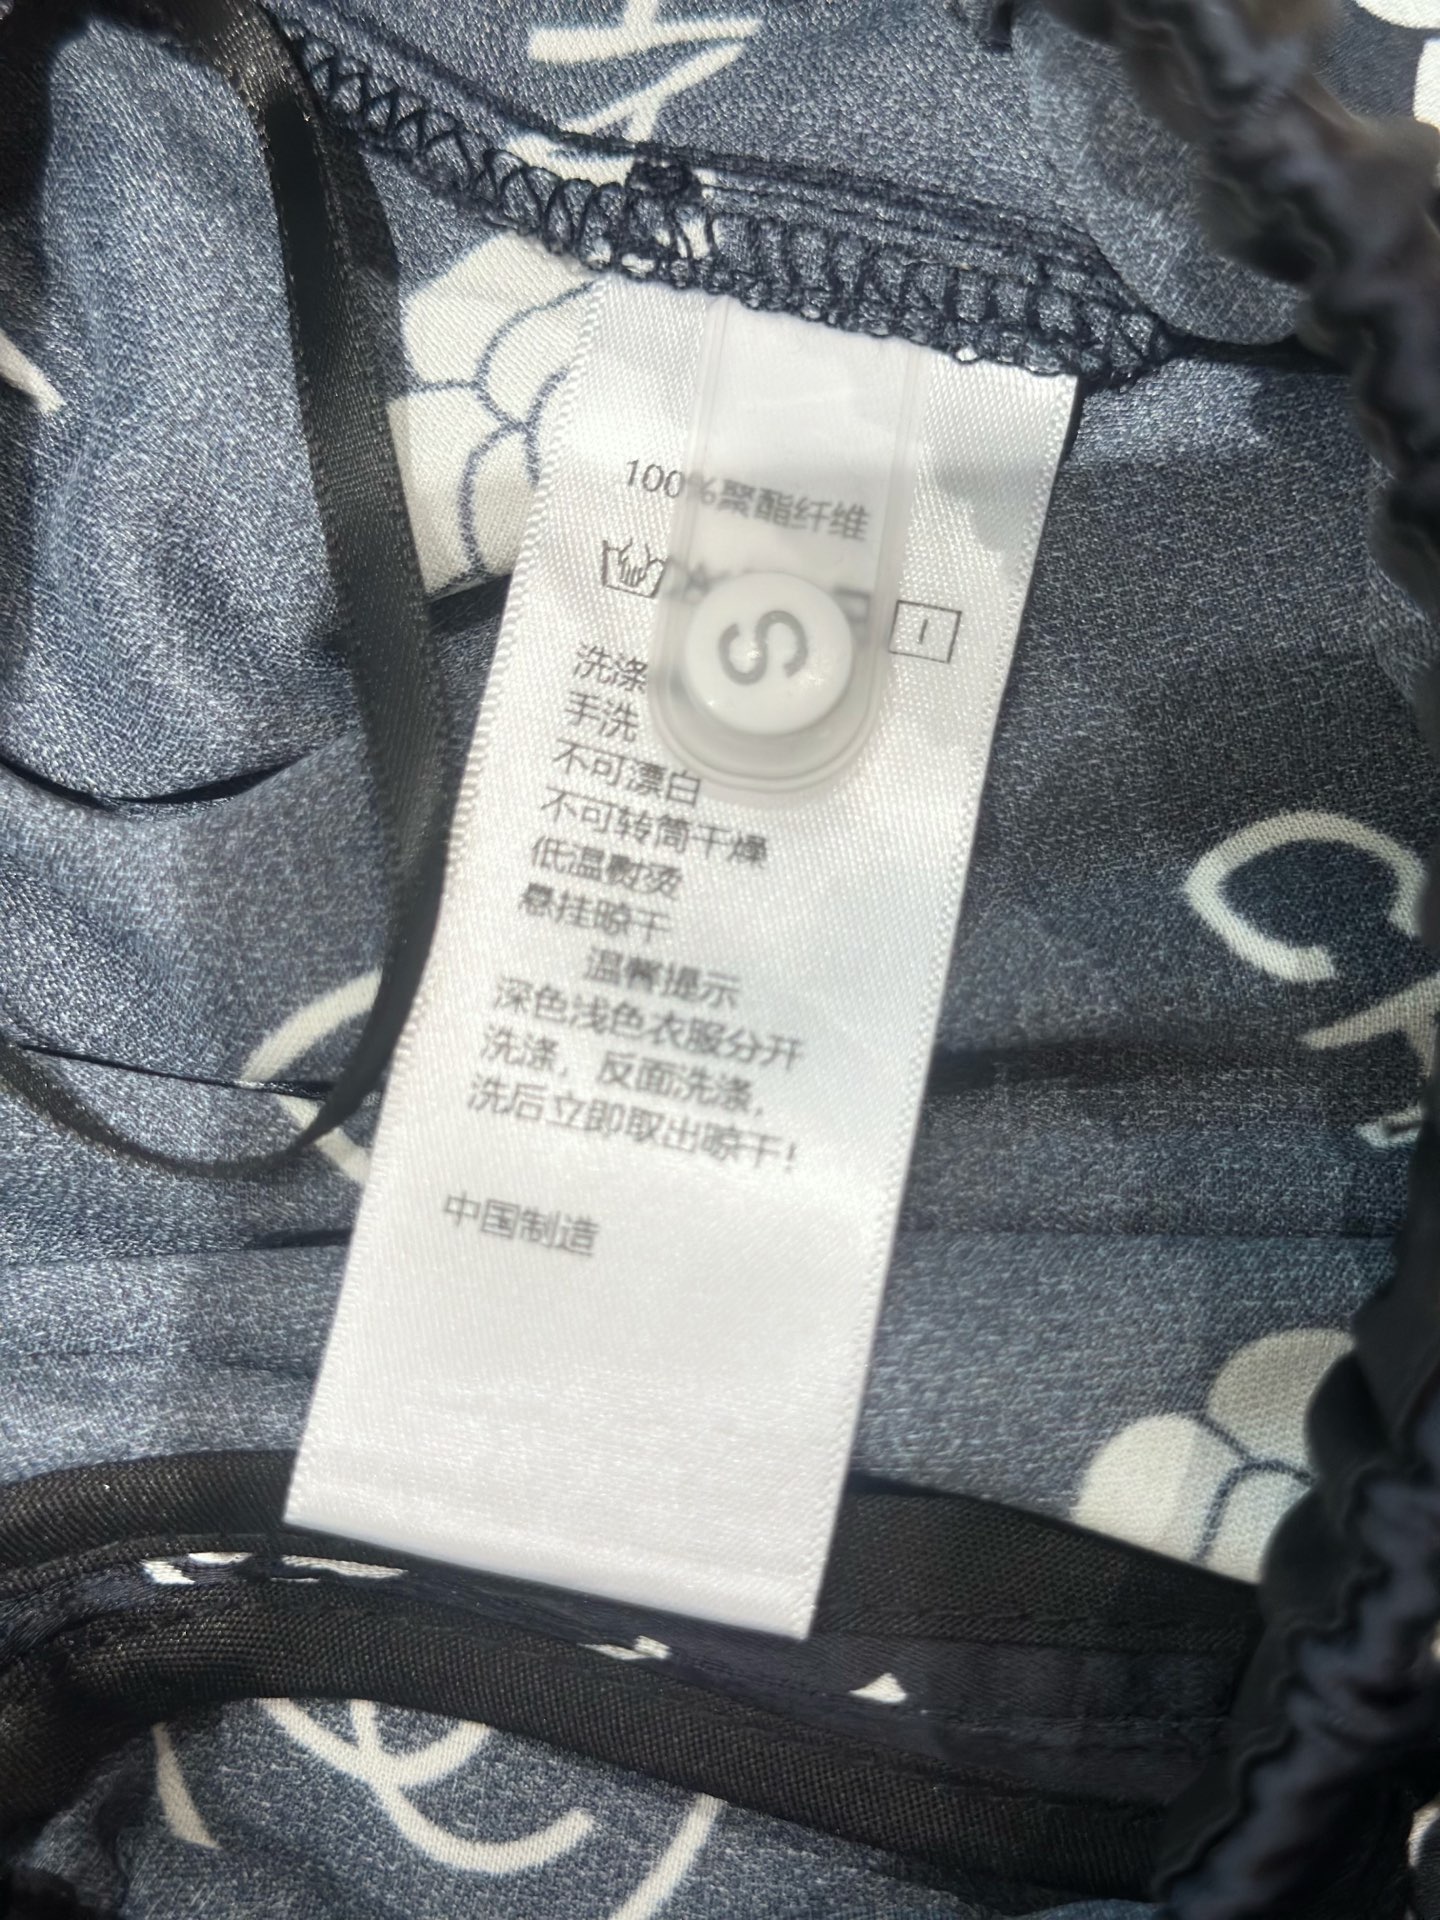 100%聚酯纤维
S
洗涤
手洗
不可漂白
不可转筒干燥
低温熨烫
悬挂晾干
温馨提示
深色浅色衣服分开
洗涤，反面洗涤，
洗后立即取出晾干！
中国制造